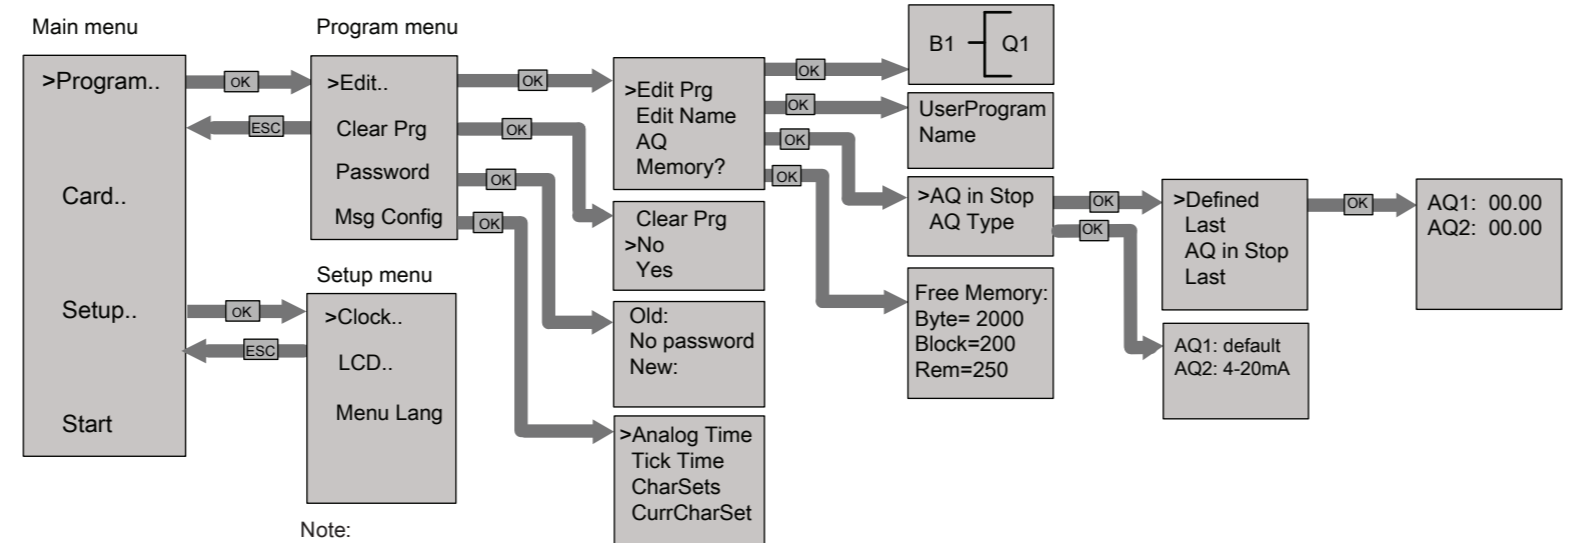 Main menu
>Program..
Card..
Setup..
Start
OK
ESC
OK
ESC
Program menu
>Edit..
Clear Prg
Password
Msg Config
OK
OK
OK
OK
Setup menu
>Clock..
LCD..
Menu Lang
Note:
>Edit Prg
Edit Name
AQ
Memory?
OK
OK
OK
OK
Clear Prg
>No
Yes
Old:
No password
New:
>Analog Time
Tick Time
CharSets
CurrCharSet
B1 Q1
UserProgram
Name
>AQ in Stop
AQ Type
OK
OK
Free Memory:
Byte= 2000
Block=200
Rem=250
>Defined
Last
AQ in Stop
Last
OK
AQ1: default
AQ2: 4-20mA
AQ1: 00.00
AQ2: 00.00